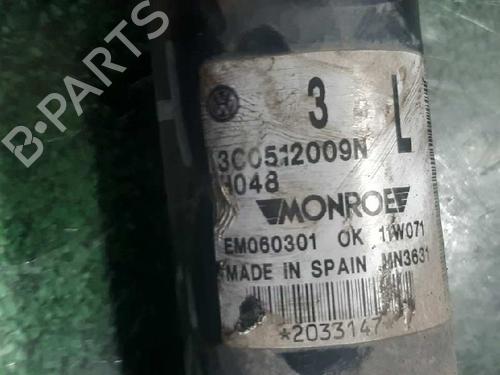 B-PARTS
3 L
3C0512009N
H048
MONROE
EM060301 OK 11W071
MADE IN SPAIN MN3631
*2033147